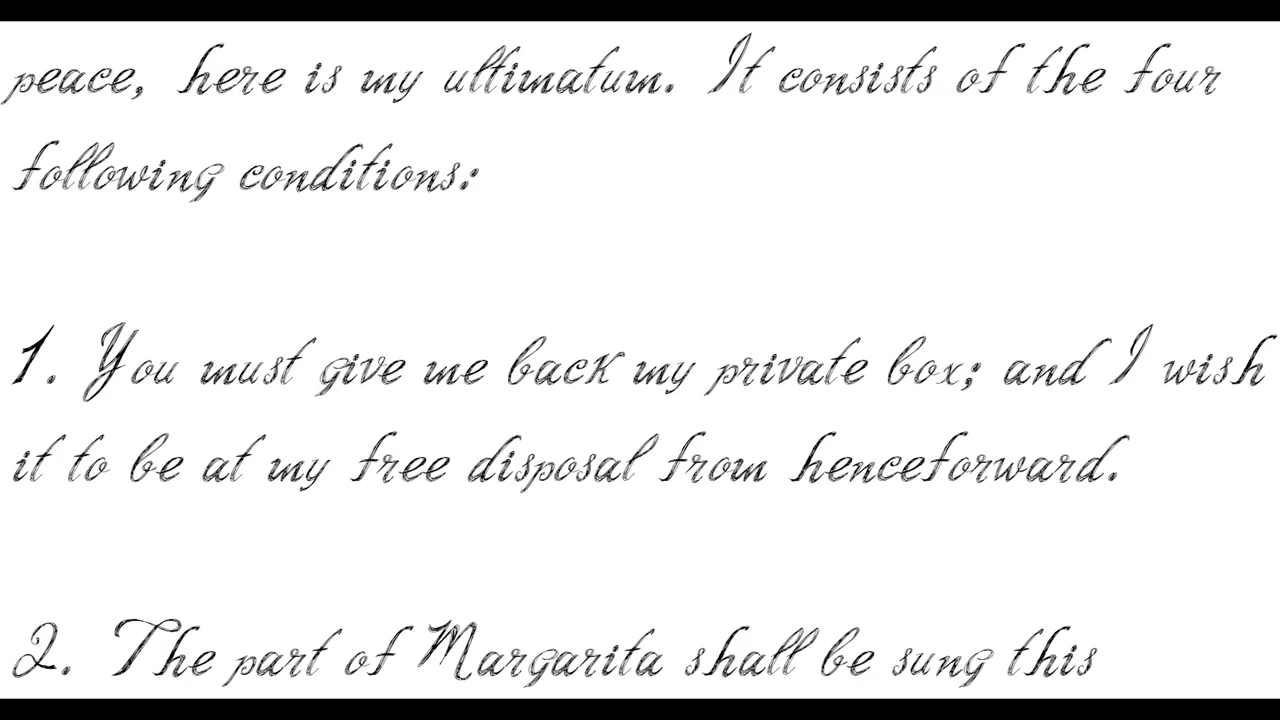 peace, here is my ultimatum. It consists of the four
following conditions:
1. You must give me back my private box; and I wish
it to be at my free disposal from henceforward.
2. The part of Margarita shall be sung this